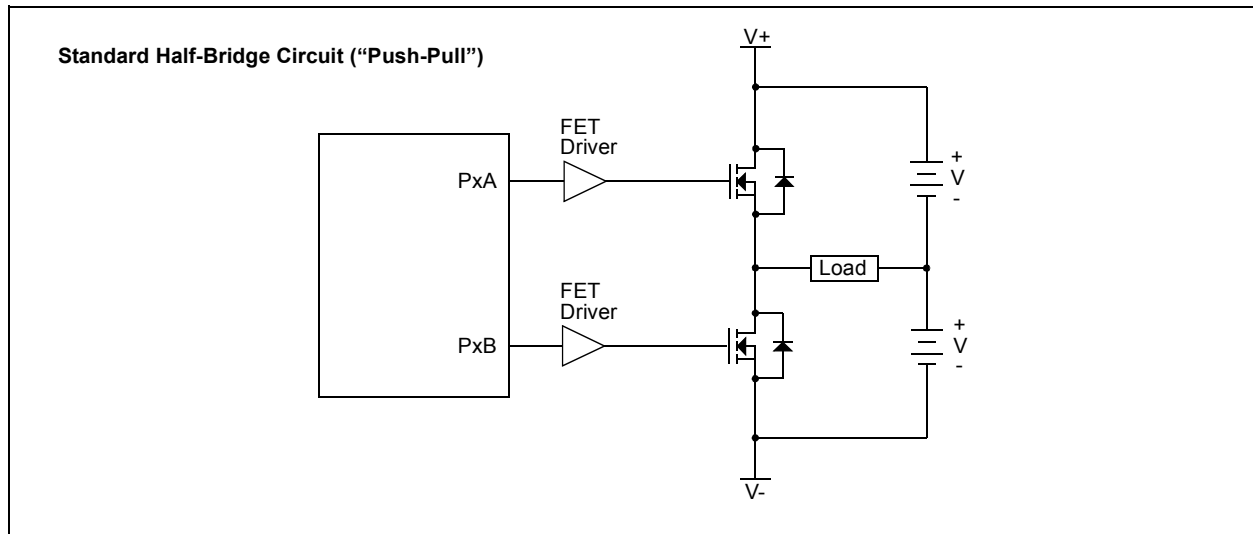 Standard Half-Bridge Circuit (“Push-Pull”)
V+
FET
Driver
PxA
+
V
-
Load
FET
Driver
PxB
+
V
-
V-